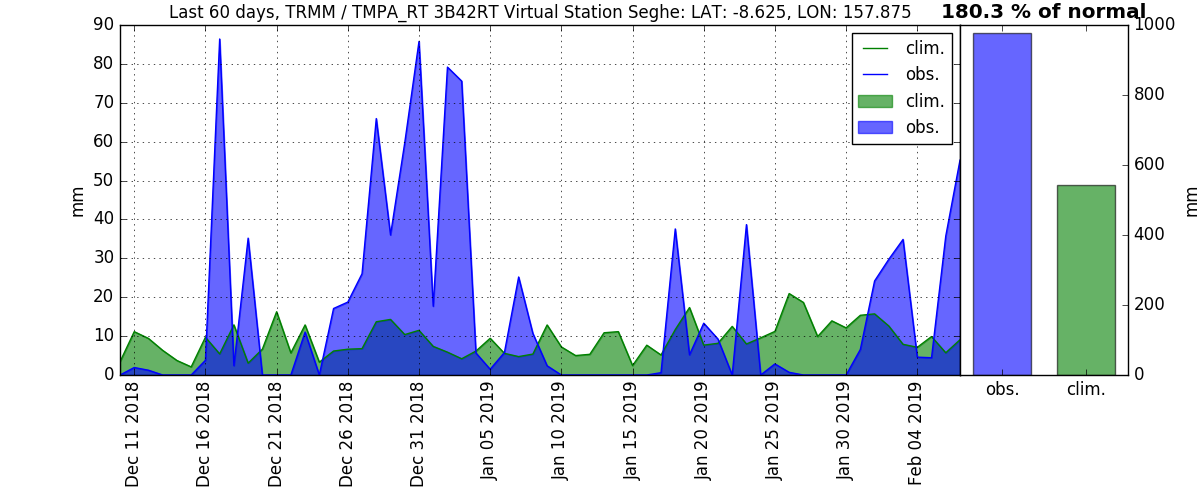 Last 60 days, TRMM / TMPA_RT 3B42RT Virtual Station Seghe: LAT: -8.625, LON: 157.875
180.3 % of normal
90
80
70
60
50
40
30
20
10
0
mm
clim.
obs.
clim.
obs.
1000
800
600
400
200
0
mm
obs.
clim.
Dec 11 2018
Dec 16 2018
Dec 21 2018
Dec 26 2018
Dec 31 2018
Jan 05 2019
Jan 10 2019
Jan 15 2019
Jan 20 2019
Jan 25 2019
Jan 30 2019
Feb 04 2019